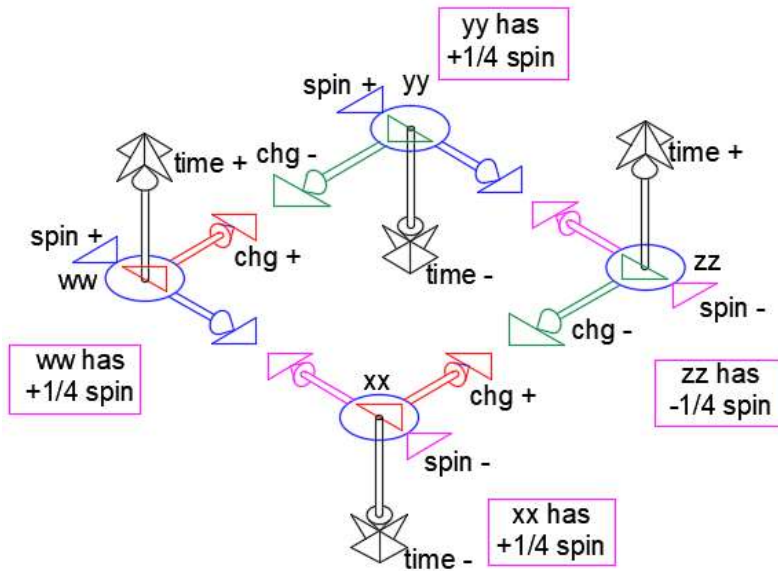 yy has
+1/4 spin
yy
spin +
chg -
time +
time +
time -
spin +
chg +
ww
zz
chg -
spin -
ww has
+1/4 spin
xx
chg +
zz has
-1/4 spin
spin -
xx has
+1/4 spin
time -